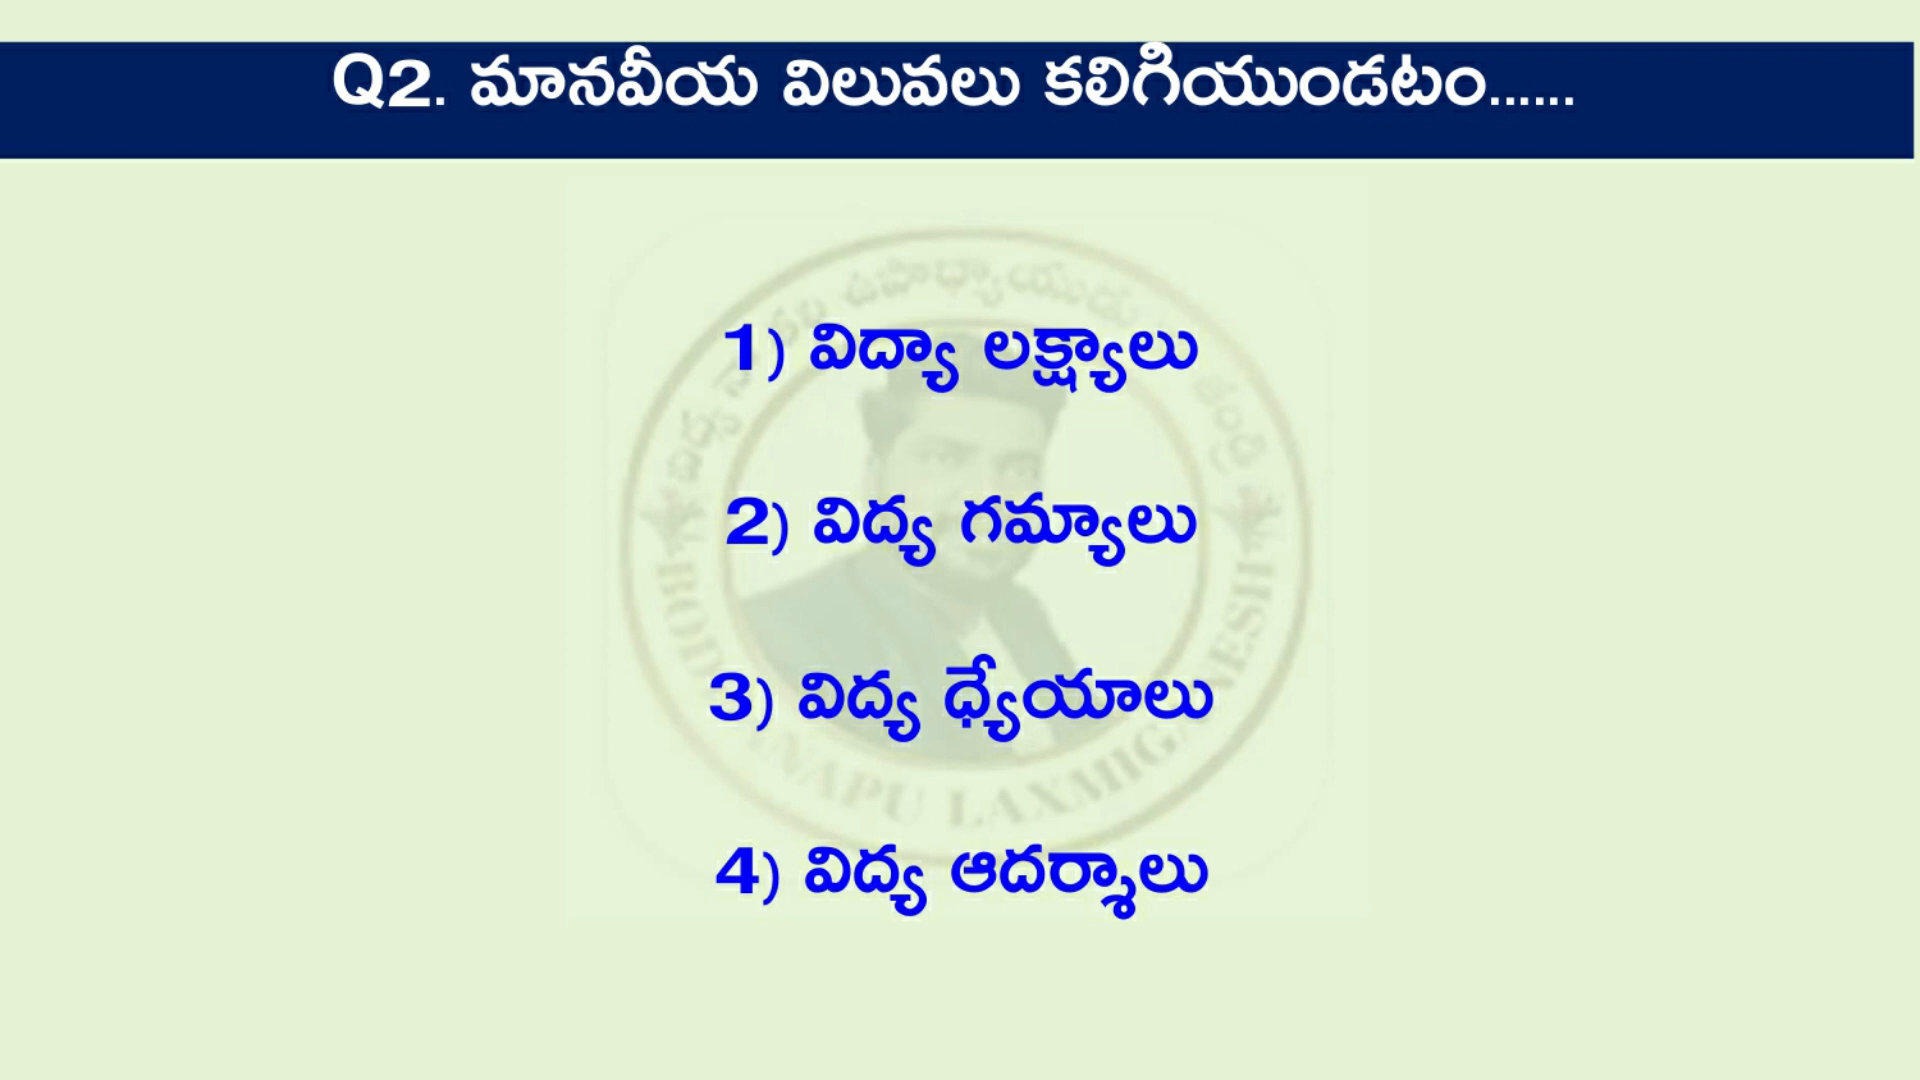 Q2. మానవీయ విలువలు కలిగియుండటం......
1) విద్యా లక్ష్యాలు
2) విద్య గమ్యాలు
3) విద్య ధ్యేయాలు
4) విద్య ఆదర్శాలు